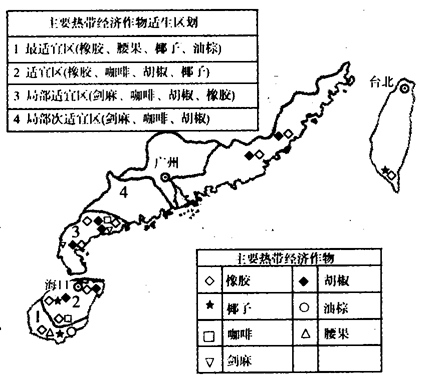 主要热带经济作物适生区划
1 最适宜区(橡胶、腰果、椰子、油棕)
2 适宜区(橡胶、咖啡、胡椒、椰子)
3 局部适宜区(剑麻、咖啡、胡椒、橡胶)
4 局部次适宜区(剑麻、咖啡、胡椒)
台北
广州
4
3
海口
2
1
主要热带经济作物
◇ 橡胶 ◆ 胡椒
★ 椰子 ○ 油棕
□ 咖啡 △ 腰果
▽ 剑麻